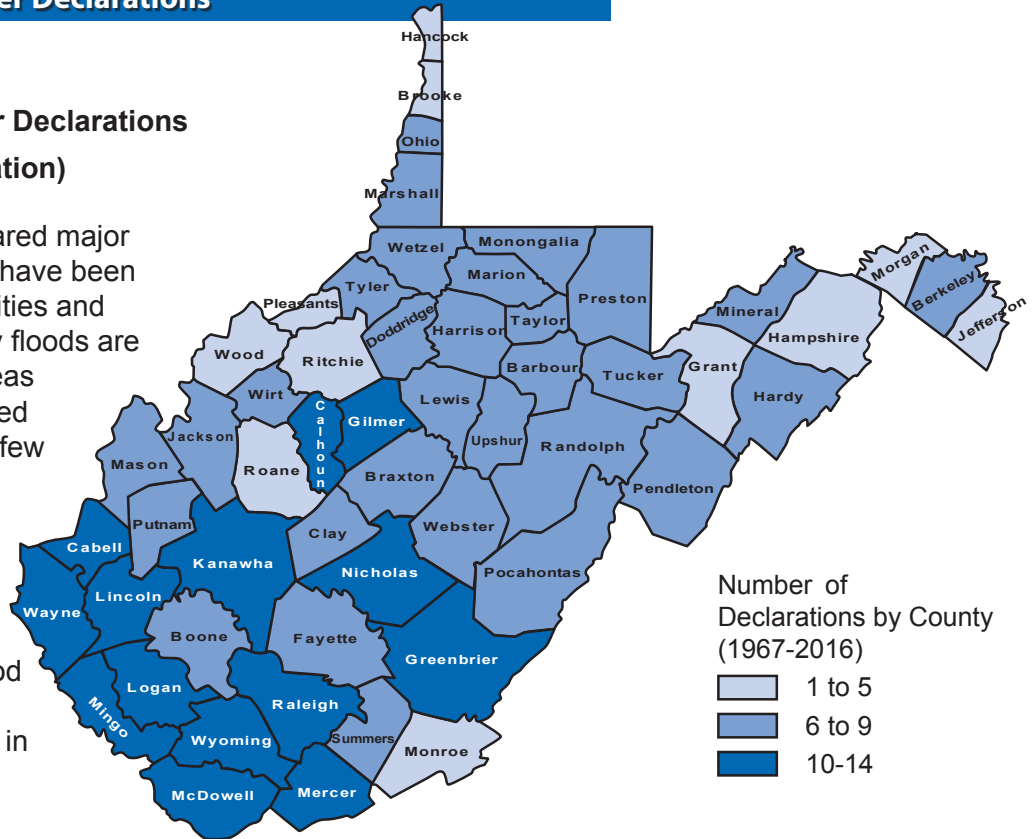 er Declarations
r Declarations
ation)
ared major
have been
ities and
y floods are
eas
ed
few
od
in
Hancock
Brooke
Ohio
Marshall
Wetzel
Monongalia
Marion
Preston
Tyler
Pleasants
Doddridge
Harrison
Taylor
Morgan
Berkeley
Jefferson
Mineral
Hampshire
Wood
Ritchie
Barbour
Tucker
Grant
Hardy
Wirt
Calhoun
Gilmer
Lewis
Upshur
Randolph
Jackson
Mason
Roane
Braxton
Pendleton
Putnam
Clay
Webster
Cabell
Kanawha
Nicholas
Pocahontas
Lincoln
Wayne
Boone
Fayette
Greenbrier
Logan
Raleigh
Mingo
Wyoming
Summers
Monroe
McDowell
Mercer
Number of
Declarations by County
(1967-2016)
1 to 5
6 to 9
10-14